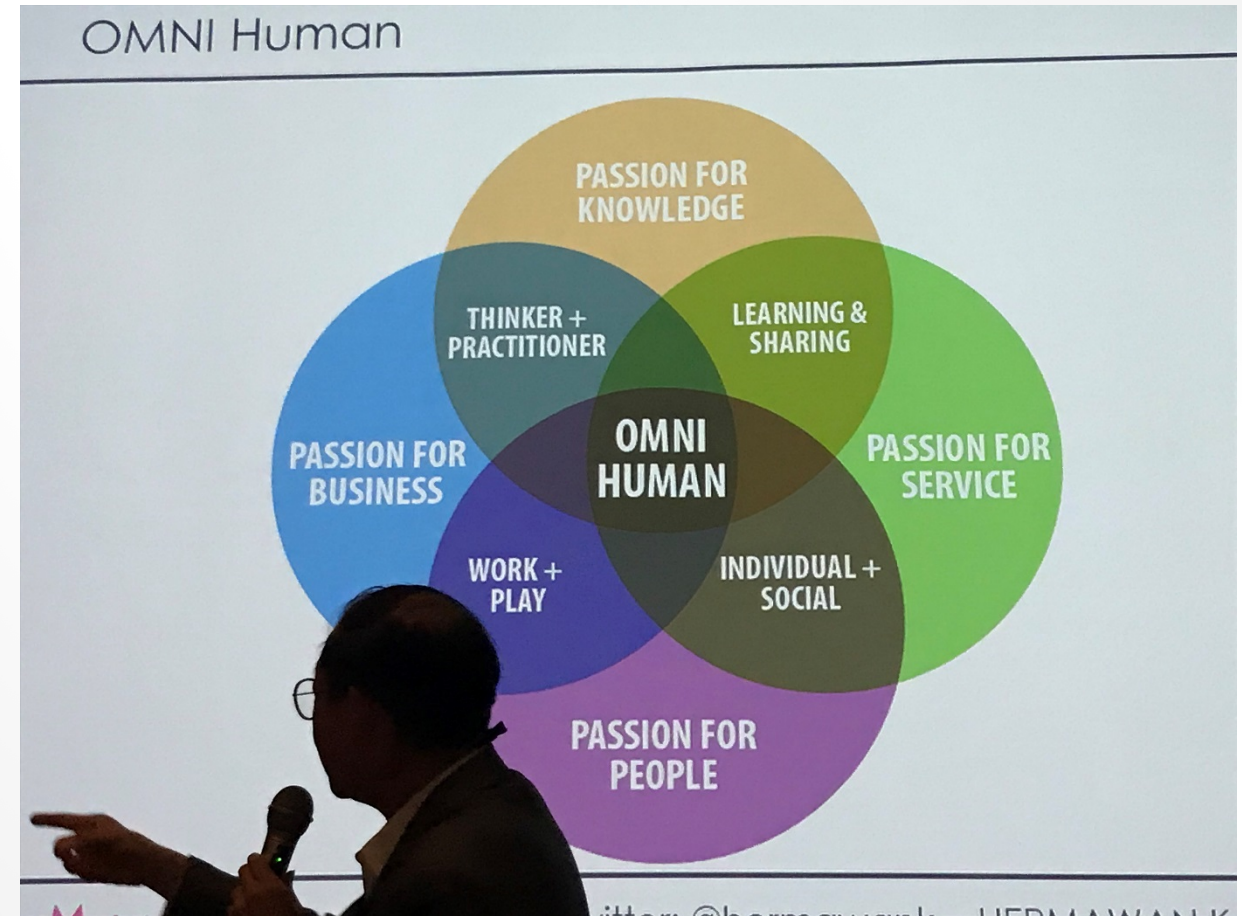 OMNI Human
PASSION FOR
KNOWLEDGE
THINKER +
PRACTITIONER
LEARNING &
SHARING
PASSION FOR
BUSINESS
OMNI
HUMAN
PASSION FOR
SERVICE
WORK +
PLAY
INDIVIDUAL +
SOCIAL
PASSION FOR
PEOPLE